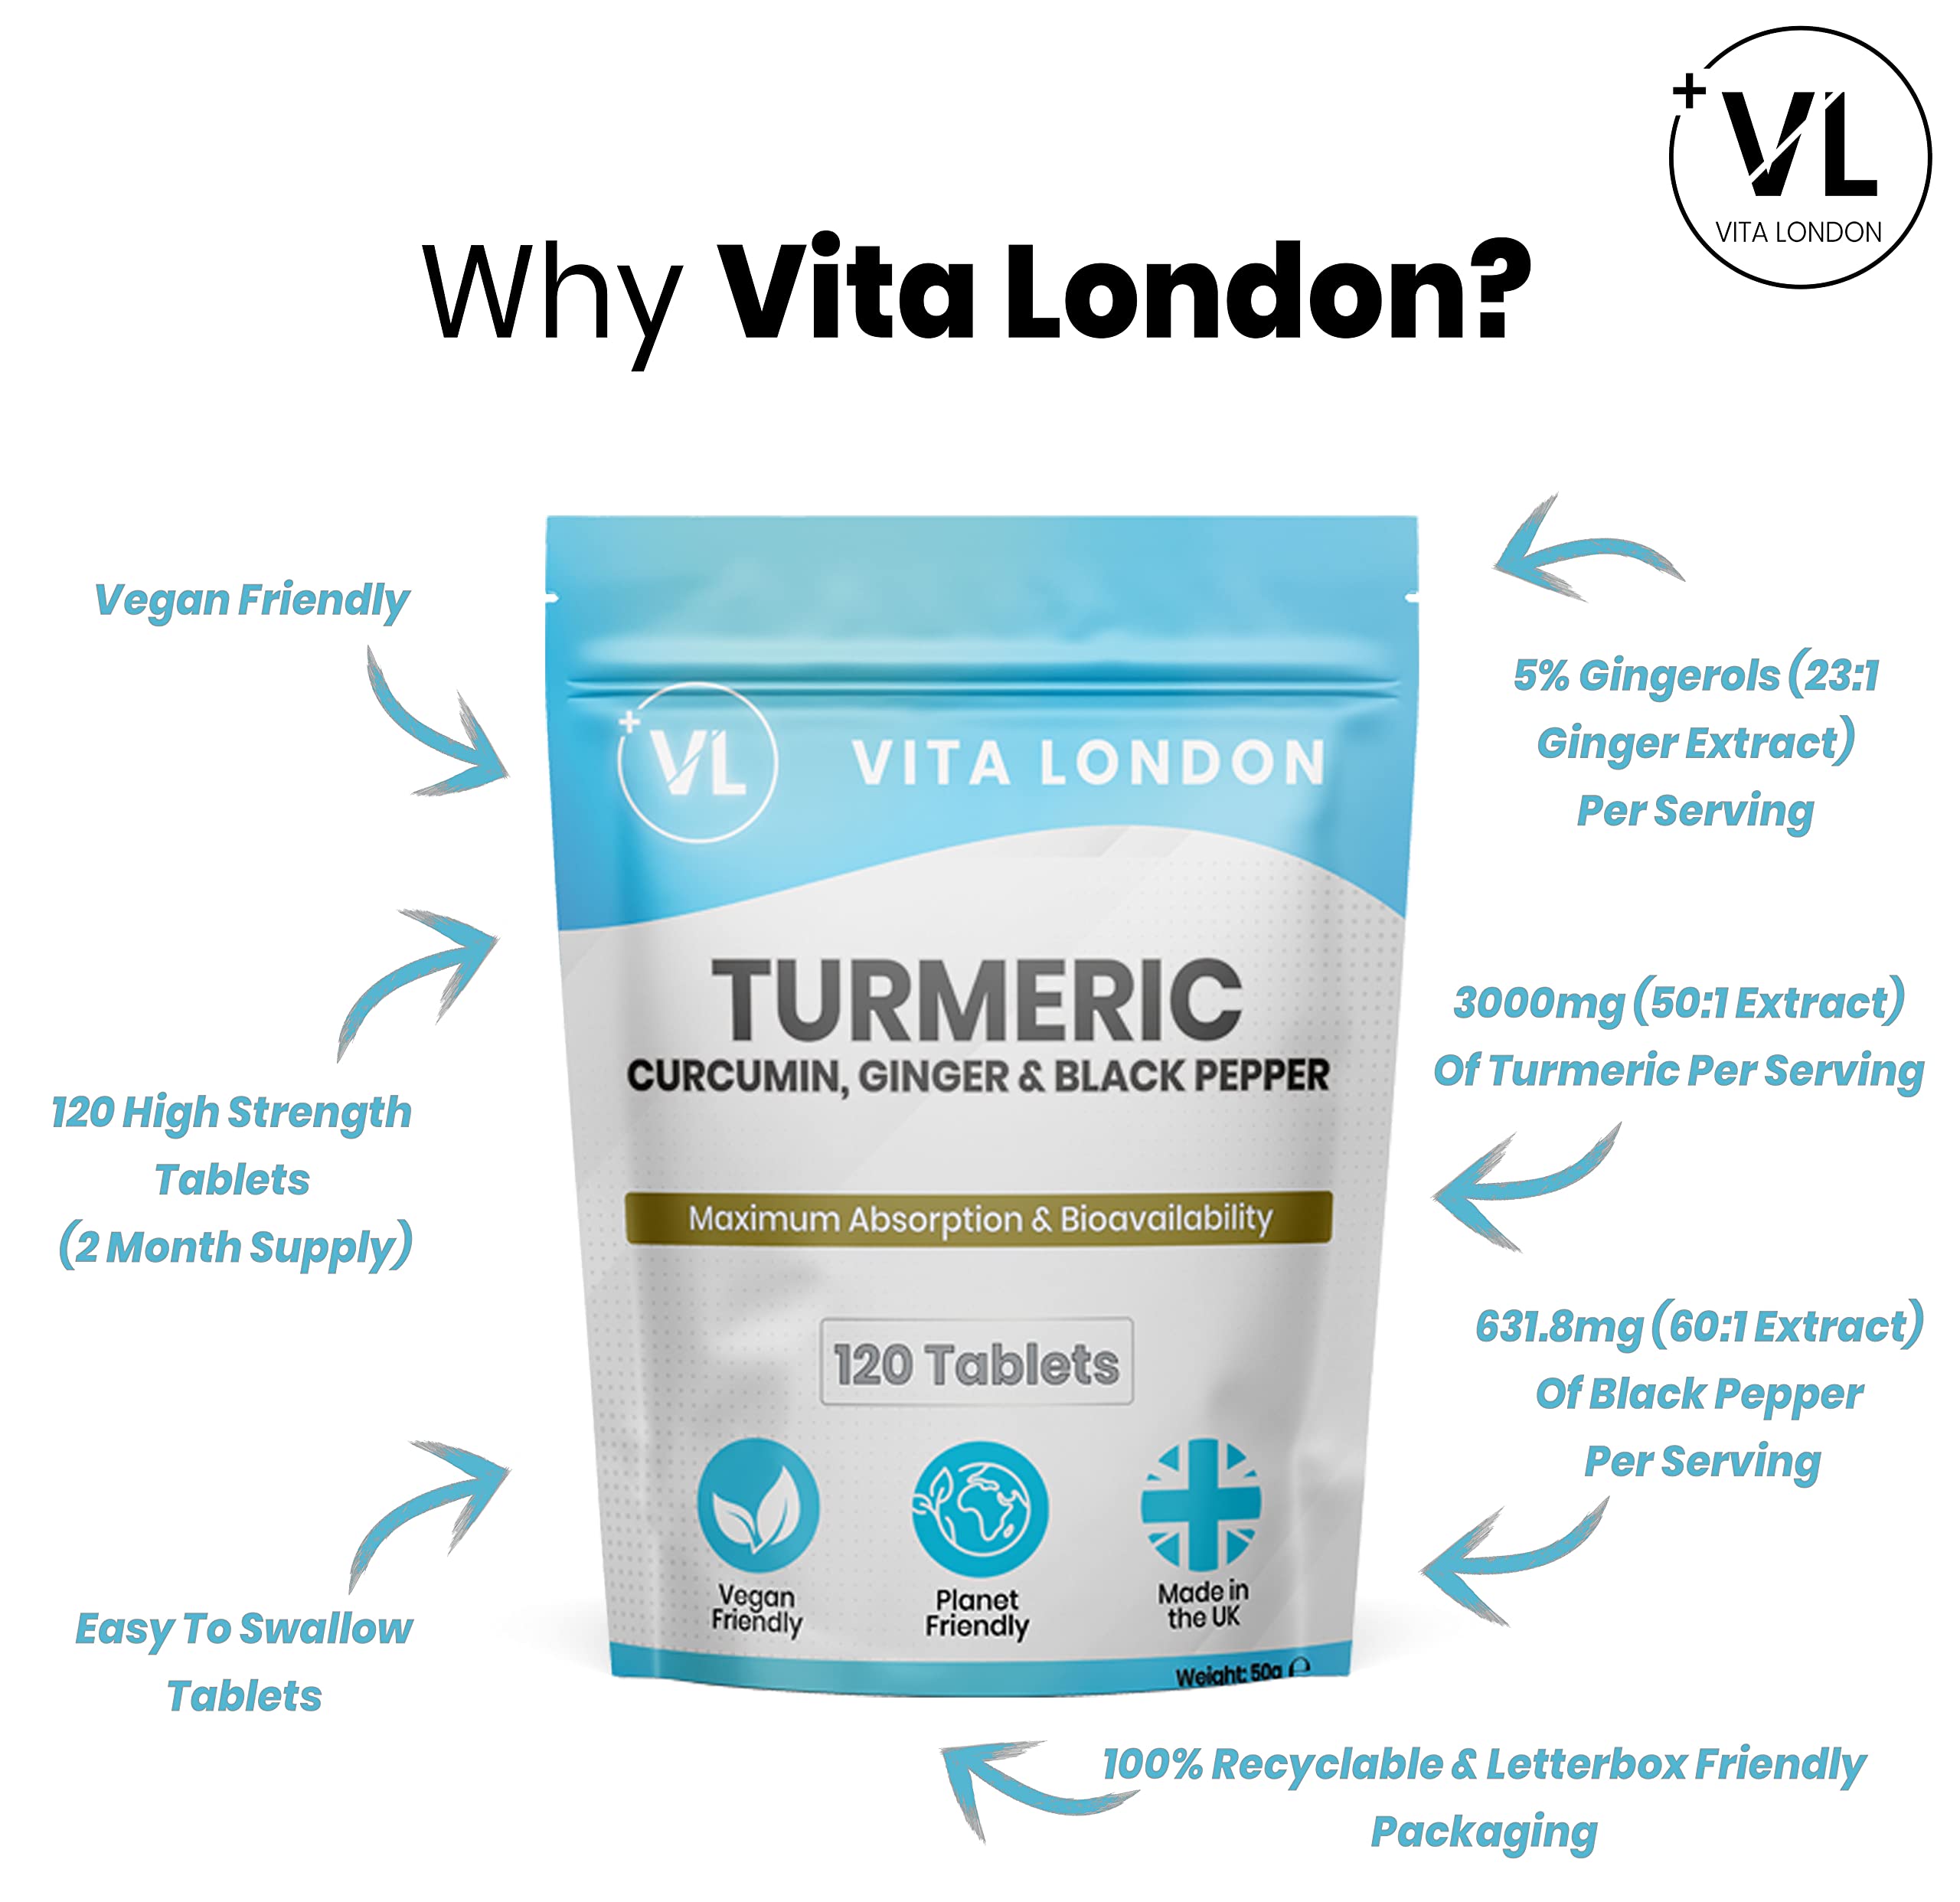 VL
VITA LONDON
Why Vita London?
Vegan Friendly
120 High Strength
Tablets
(2 Month Supply)
Easy To Swallow
Tablets
VL
VITA LONDON
TURMERIC
CURCUMIN, GINGER & BLACK PEPPER
Maximum Absorption & Bioavailability
120 Tablets
Vegan
Friendly
Planet
Friendly
Made in
the UK
Weight: 50g ℮
5% Gingerols (23:1
Ginger Extract)
Per Serving
3000mg (50:1 Extract)
Of Turmeric Per Serving
631.8mg (60:1 Extract)
Of Black Pepper
Per Serving
100% Recyclable & Letterbox Friendly
Packaging